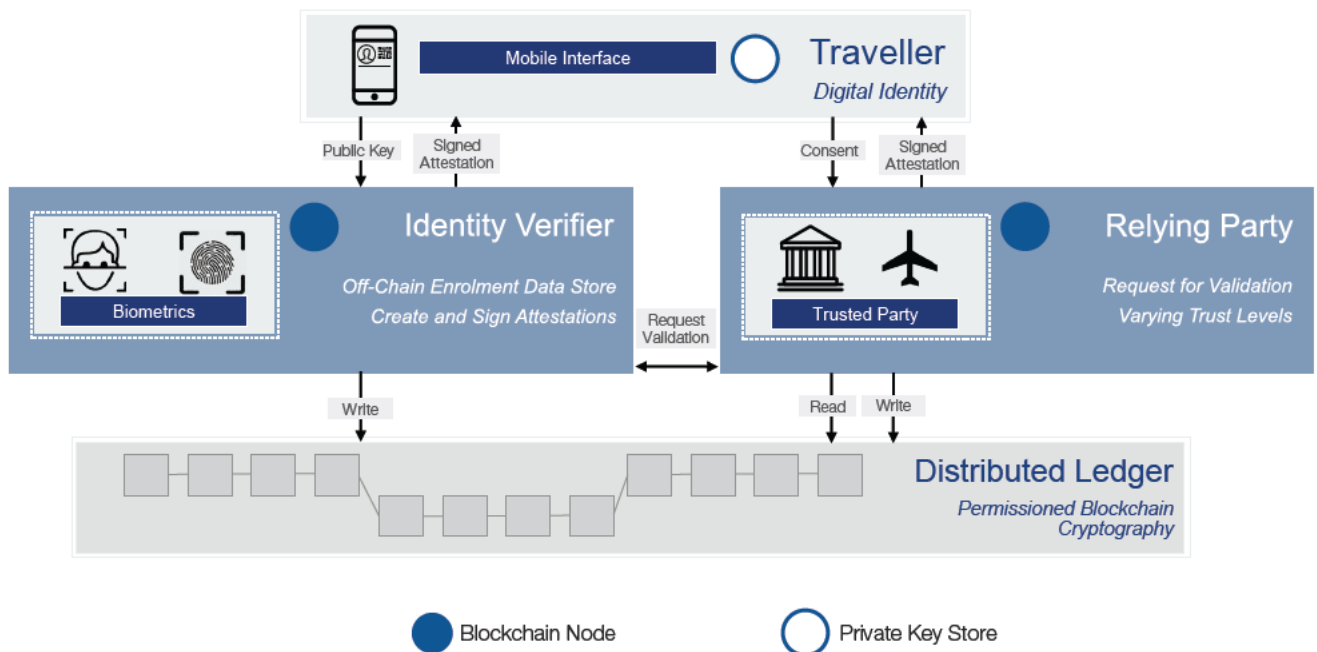 Mobile Interface
Traveller
Digital Identity
Public Key
Signed
Attestation
Consent
Signed
Attestation
Identity Verifier
Off-Chain Enrolment Data Store
Create and Sign Attestations
Biometrics
Request
Validation
Relying Party
Request for Validation
Varying Trust Levels
Trusted Party
Write
Read
Write
Distributed Ledger
Permissioned Blockchain
Cryptography
Blockchain Node
Private Key Store